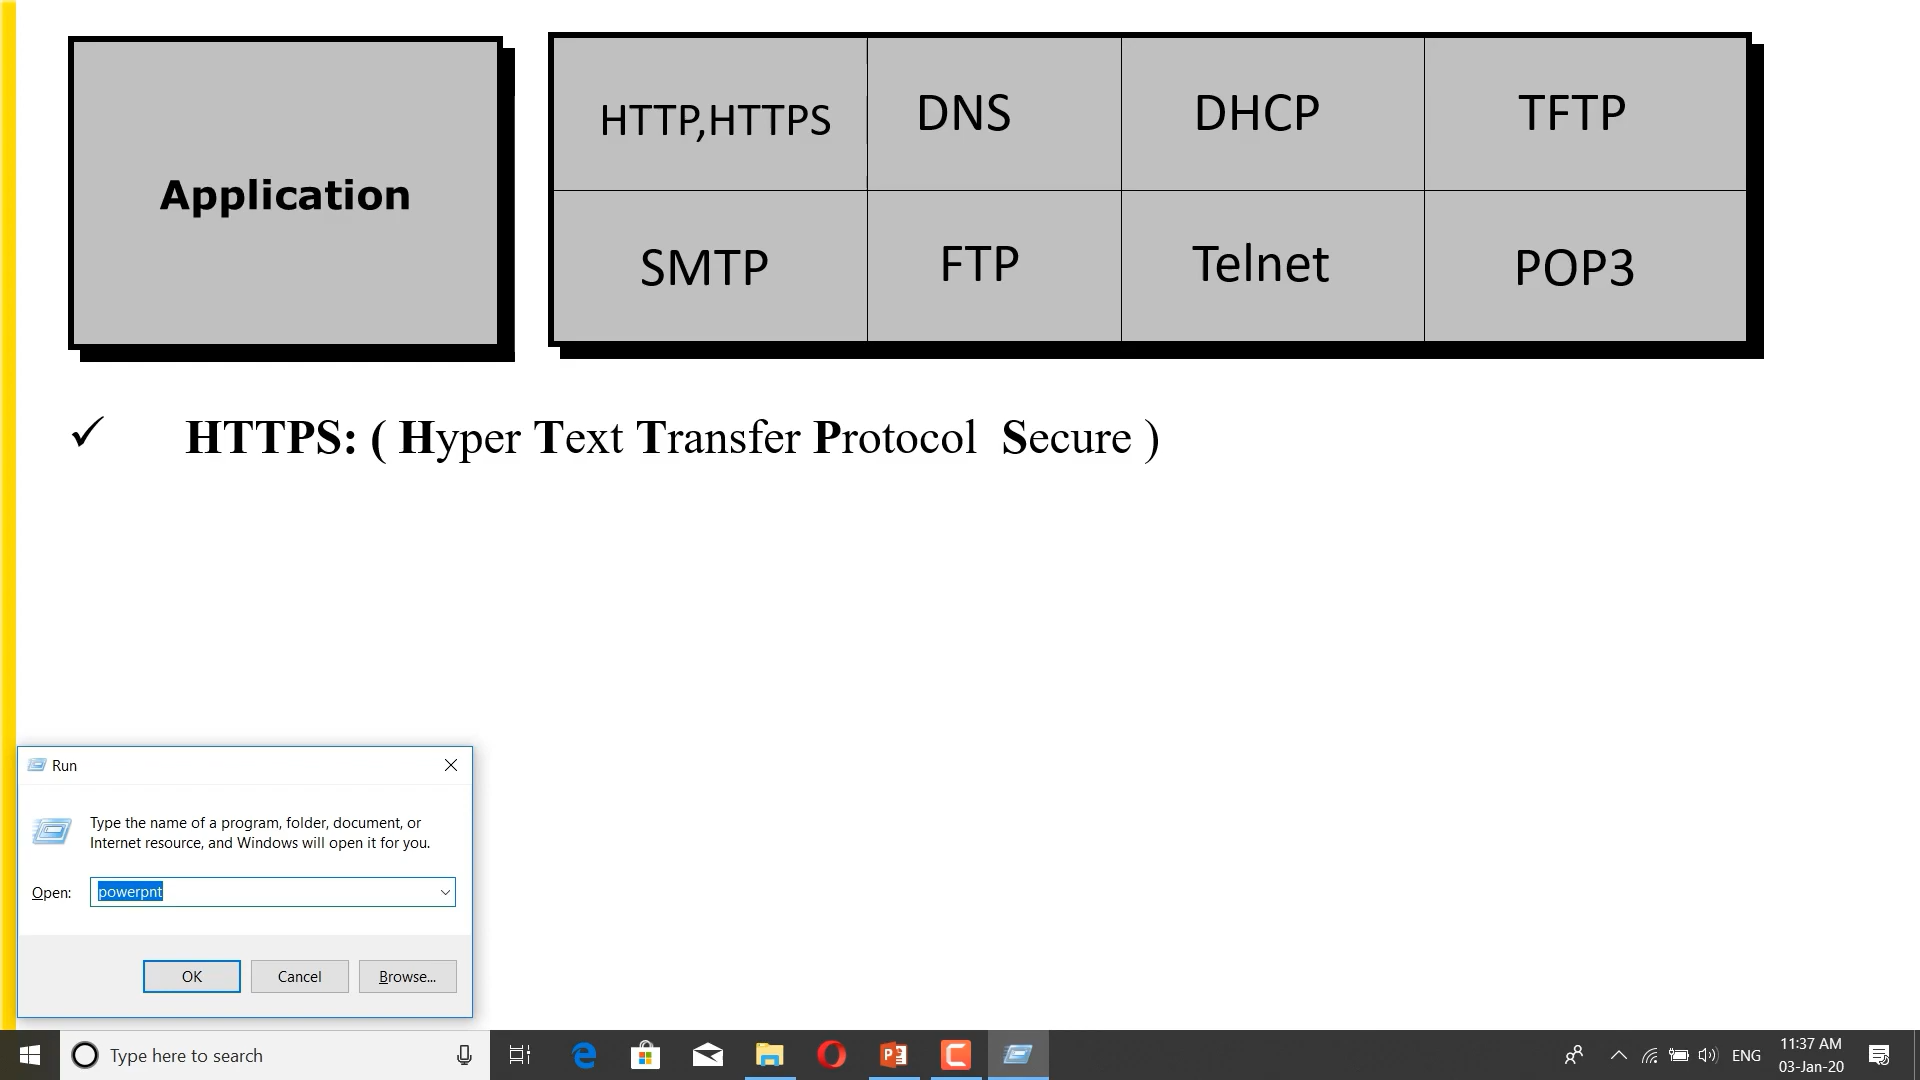 Application
HTTP,HTTPS DNS DHCP TFTP
SMTP FTP Telnet POP3
✓ HTTPS: ( Hyper Text Transfer Protocol Secure )
Run
Type the name of a program, folder, document, or
Internet resource, and Windows will open it for you.
Open: powerpnt
OK Cancel Browse...
Type here to search
ENG
11:37 AM
03-Jan-20